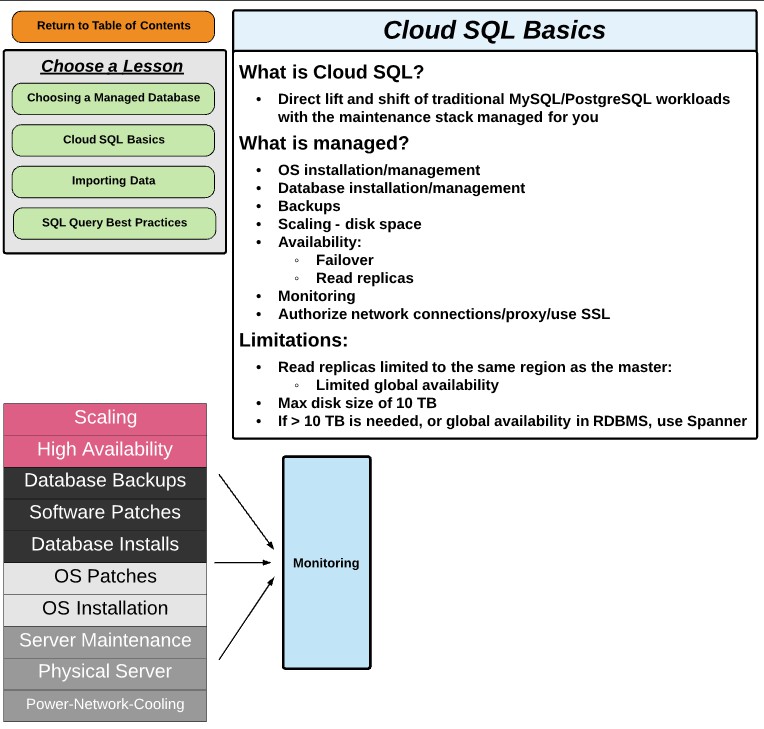 Return to Table of Contents
Choose a Lesson
Choosing a Managed Database
Cloud SQL Basics
Importing Data
SQL Query Best Practices
Cloud SQL Basics
What is Cloud SQL?
• Direct lift and shift of traditional MySQL/PostgreSQL workloads
with the maintenance stack managed for you
What is managed?
• OS installation/management
• Database installation/management
• Backups
• Scaling - disk space
• Availability:
◦ Failover
◦ Read replicas
• Monitoring
• Authorize network connections/proxy/use SSL
Limitations:
• Read replicas limited to the same region as the master:
◦ Limited global availability
• Max disk size of 10 TB
• If > 10 TB is needed, or global availability in RDBMS, use Spanner
Scaling
High Availability
Database Backups
Software Patches
Database Installs
OS Patches
OS Installation
Server Maintenance
Physical Server
Power-Network-Cooling
Monitoring